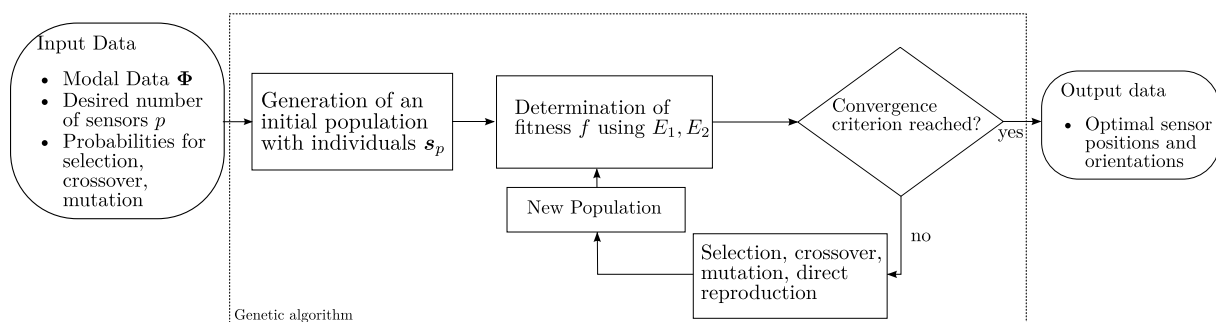 Input Data
• Modal Data Φ
• Desired number
of sensors p
• Probabilities for
selection,
crossover,
mutation
Generation of an
initial population
with individuals s_p
Determination of
fitness f using E_1, E_2
Convergence
criterion reached?
yes
Output data
• Optimal sensor
positions and
orientations
New Population
no
Selection, crossover,
mutation, direct
reproduction
Genetic algorithm